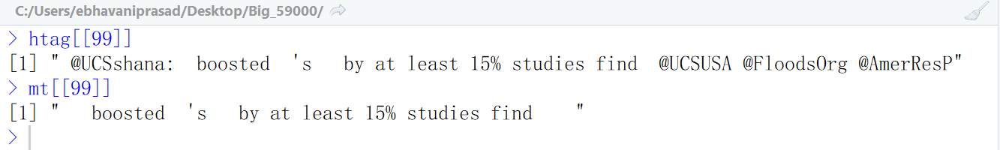 C:/Users/ebhavaniprasad/Desktop/Big_59000/
> htag[[99]]
[1] " @UCSshana:  boosted  's   by at least 15% studies find  @UCSUSA @FloodsOrg @AmerResP"
> mt[[99]]
[1] "   boosted  's   by at least 15% studies find    "
>